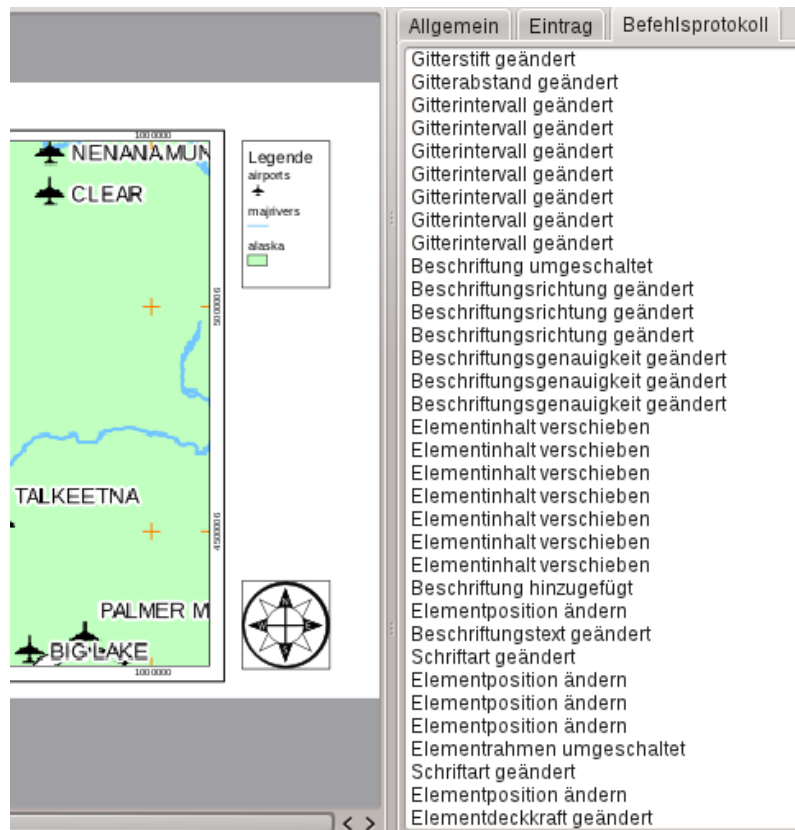 Allgemein
Eintrag
Befehlsprotokoll
Gitterstift geändert
Gitterabstand geändert
Gitterintervall geändert
Gitterintervall geändert
Gitterintervall geändert
Gitterintervall geändert
Gitterintervall geändert
Gitterintervall geändert
Gitterintervall geändert
Beschriftung umgeschaltet
Beschriftungsrichtung geändert
Beschriftungsrichtung geändert
Beschriftungsrichtung geändert
Beschriftungsgenauigkeit geändert
Beschriftungsgenauigkeit geändert
Beschriftungsgenauigkeit geändert
Elementinhalt verschieben
Elementinhalt verschieben
Elementinhalt verschieben
Elementinhalt verschieben
Elementinhalt verschieben
Elementinhalt verschieben
Elementinhalt verschieben
Beschriftung hinzugefügt
Elementposition ändern
Beschriftungstext geändert
Schriftart geändert
Elementposition ändern
Elementposition ändern
Elementposition ändern
Elementrahmen umgeschaltet
Schriftart geändert
Elementposition ändern
Elementdeckkraft geändert
1000000
NENANA MUN
CLEAR
5000006
TALKEETNA
4500006
PALMER M
BIG LAKE
1000000
Legende
airports
majrivers
alaska
N
E
S
W